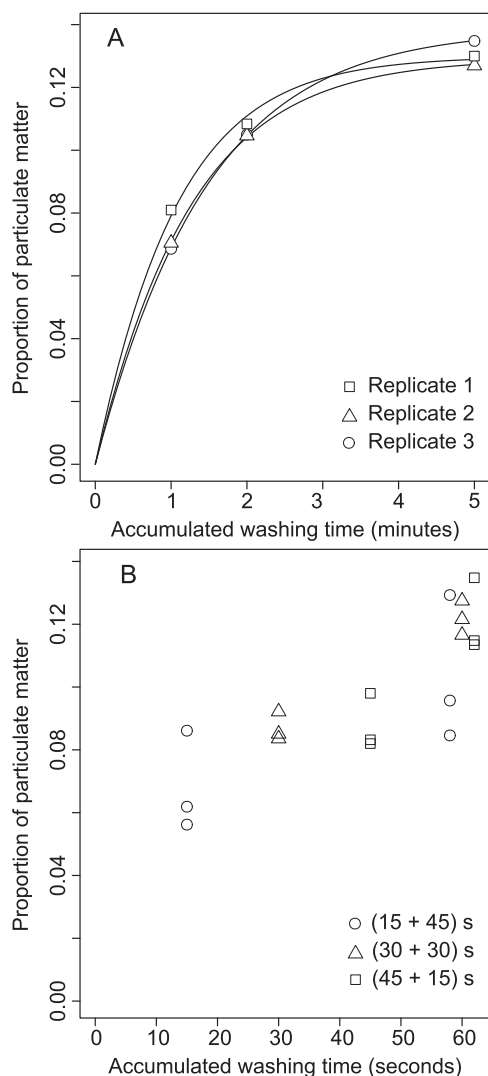 A
Proportion of particulate matter
0.12
0.08
0.04
0.00
Replicate 1
Replicate 2
Replicate 3
0 1 2 3 4 5
Accumulated washing time (minutes)
B
Proportion of particulate matter
0.12
0.08
0.04
0.00
(15 + 45) s
(30 + 30) s
(45 + 15) s
0 10 20 30 40 50 60
Accumulated washing time (seconds)